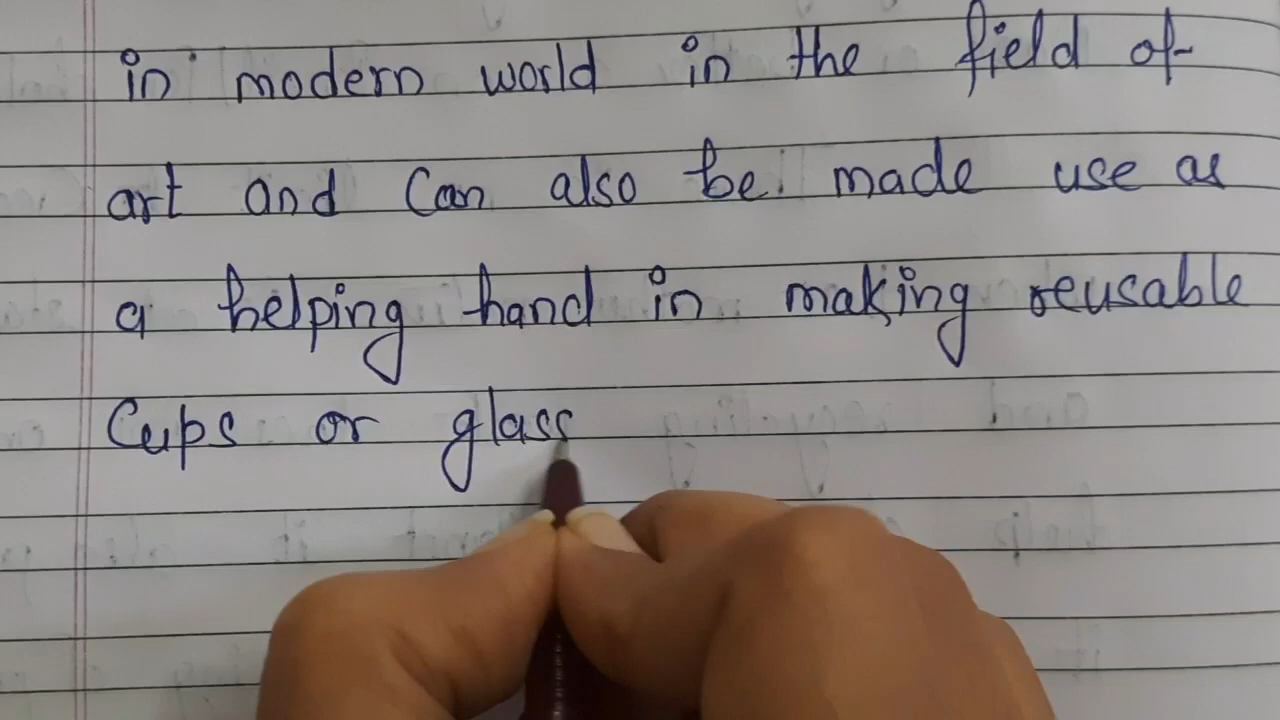 in modern world in the field of
art and Can also be made use as
a helping hand in making reusable
Cups or glass